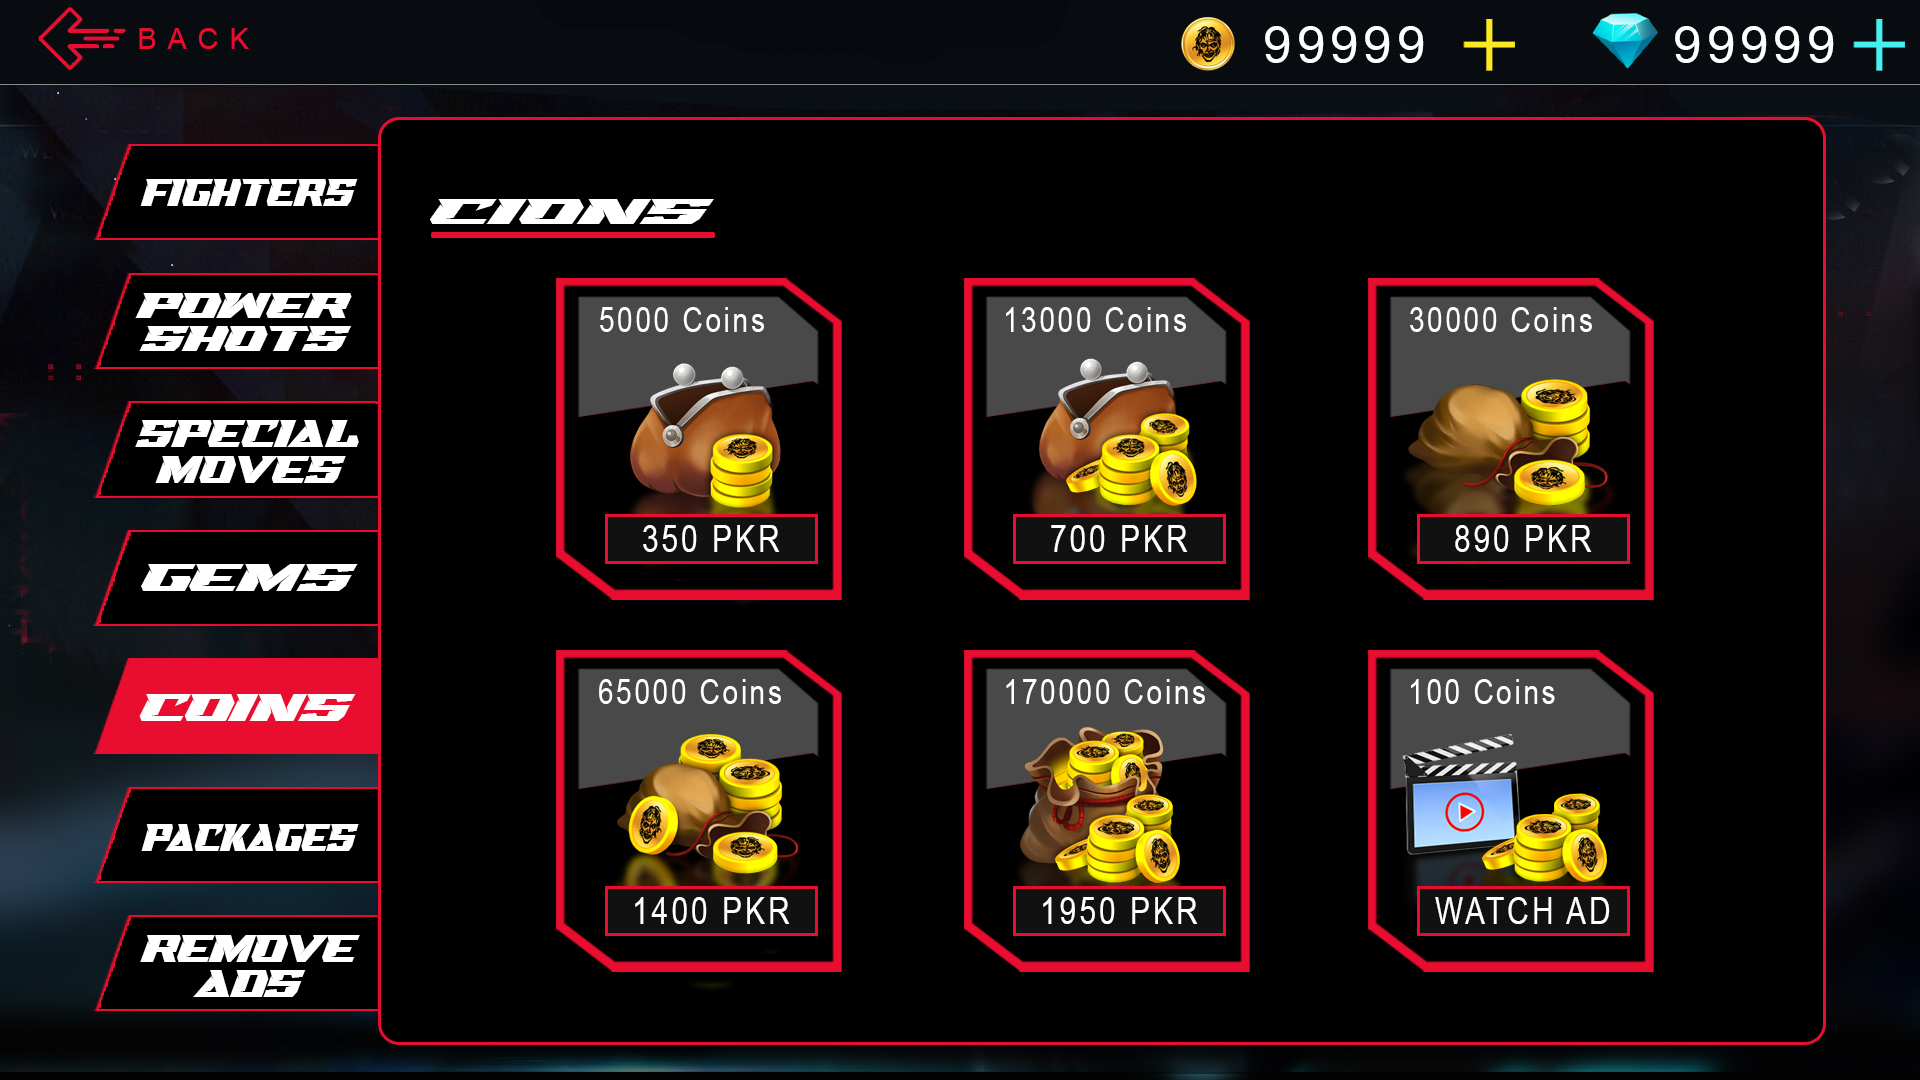 BACK
99999
99999
FIGHTERS
POWER
SHOTS
SPECIAL
MOVES
GEMS
COINS
PACKAGES
REMOVE
ADS
CIONS
5000 Coins
350 PKR
13000 Coins
700 PKR
30000 Coins
890 PKR
65000 Coins
1400 PKR
170000 Coins
1950 PKR
100 Coins
WATCH AD